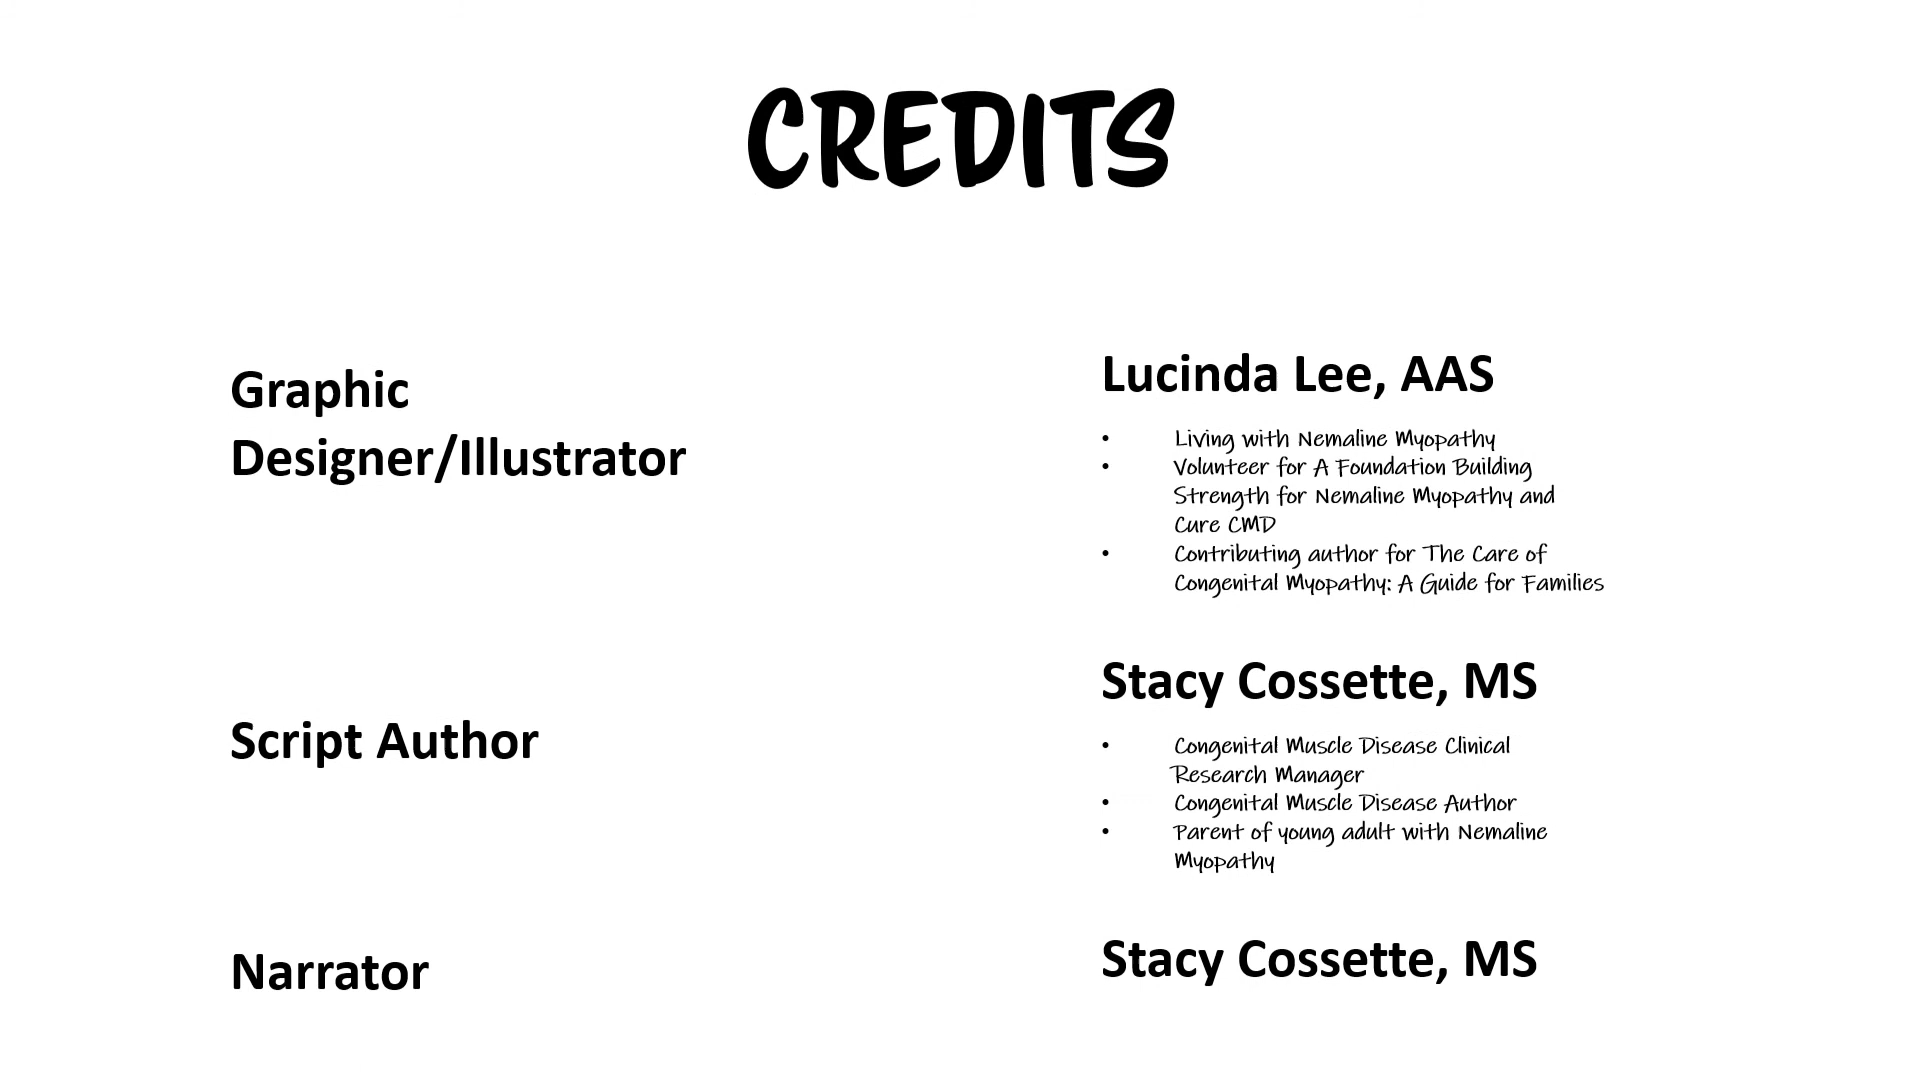 CREDITS
Graphic
Designer/Illustrator
Lucinda Lee, AAS
• Living with Nemaline Myopathy
• Volunteer for A Foundation Building
Strength for Nemaline Myopathy and
Cure CMD
• Contributing author for The Care of
Congenital Myopathy: A Guide for Families
Script Author
Stacy Cossette, MS
• Congenital Muscle Disease Clinical
Research Manager
• Congenital Muscle Disease Author
• Parent of young adult with Nemaline
Myopathy
Narrator
Stacy Cossette, MS